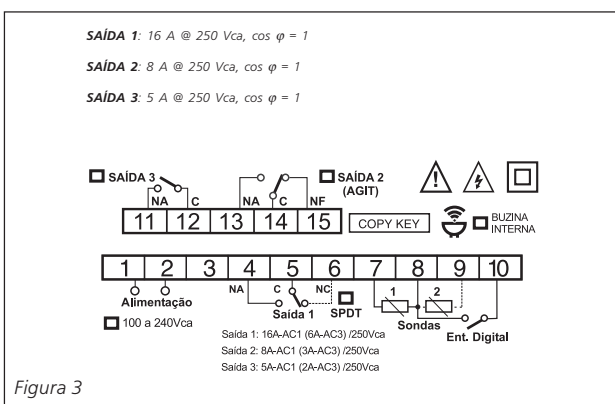 SAÍDA 1: 16 A @ 250 Vca, cos φ = 1
SAÍDA 2: 8 A @ 250 Vca, cos φ = 1
SAÍDA 3: 5 A @ 250 Vca, cos φ = 1
SAÍDA 3
NA C
NA C NF
SAÍDA 2
(AGIT)
11 12 13 14 15
COPY KEY
BUZINA
INTERNA
1 2 3 4 5 6 7 8 9 10
Alimentação
100 a 240Vca
NA C NC
Saída 1
SPDT
1 2
Sondas
Ent. Digital
Saída 1: 16A-AC1 (6A-AC3) /250Vca
Saída 2: 8A-AC1 (3A-AC3) /250Vca
Saída 3: 5A-AC1 (2A-AC3) /250Vca
Figura 3